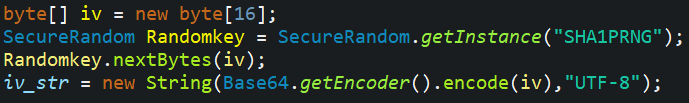 byte[] iv = new byte[16];
SecureRandom Randomkey = SecureRandom.getInstance("SHA1PRNG");
Randomkey.nextBytes(iv);
iv_str = new String(Base64.getEncoder().encode(iv),"UTF-8");